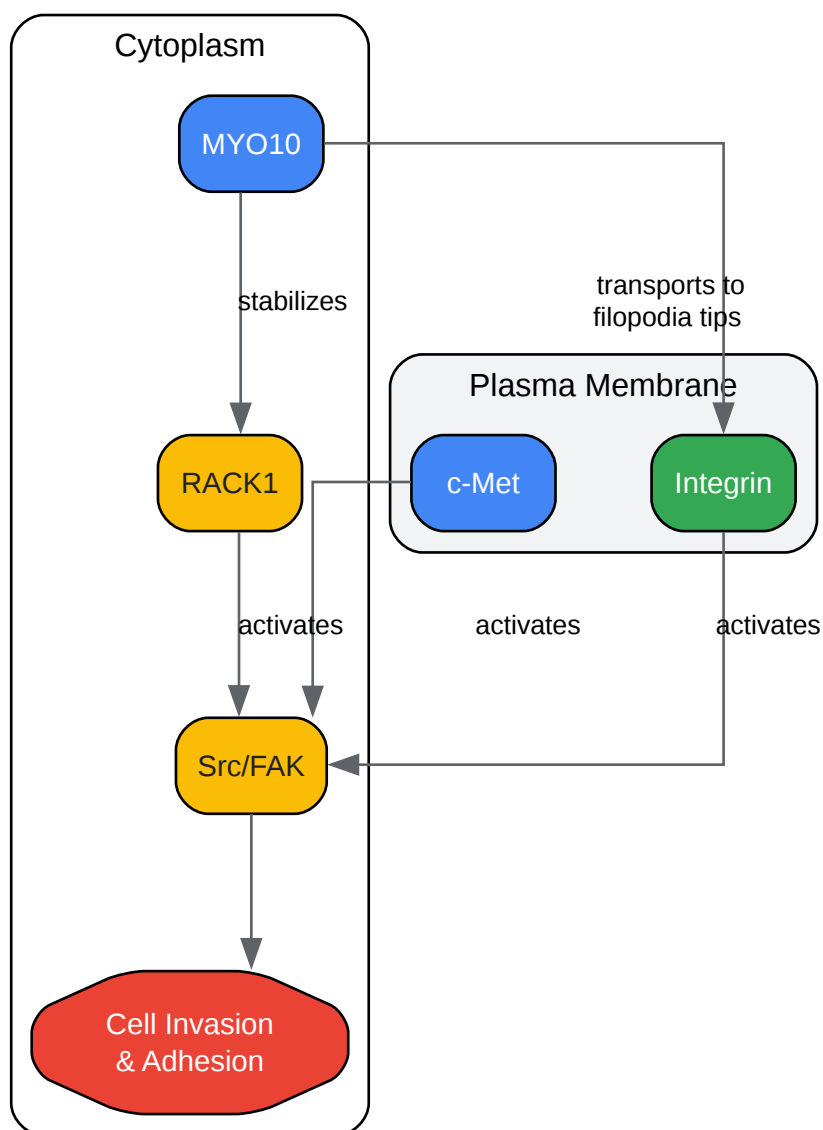 Cytoplasm
MYO10
stabilizes
transports to
filopodia tips
Plasma Membrane
RACK1
c-Met
Integrin
activates
activates
activates
Src/FAK
Cell Invasion
& Adhesion